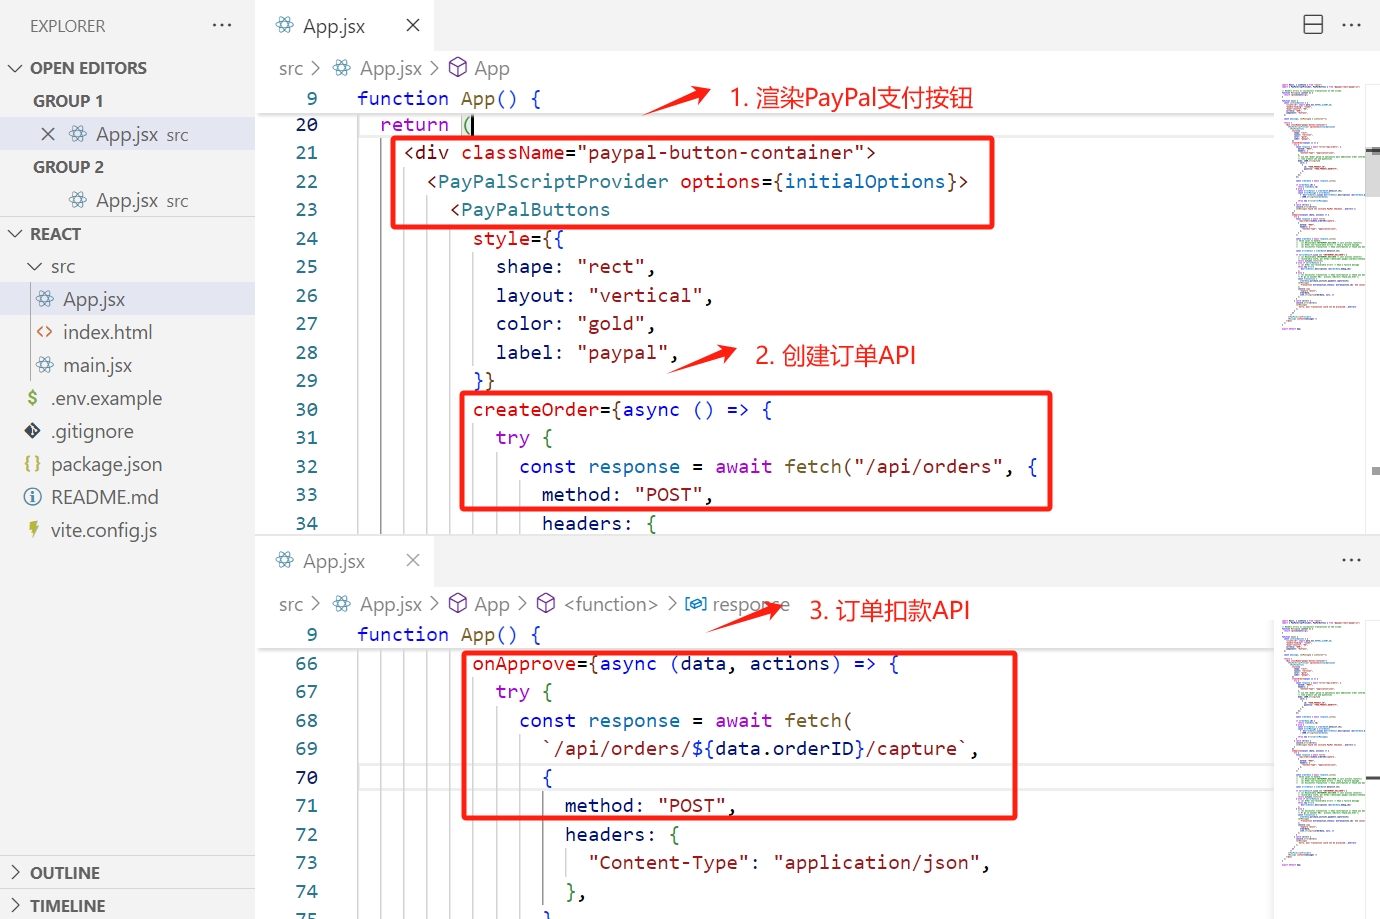 EXPLORER
OPEN EDITORS
GROUP 1
App.jsx src
GROUP 2
App.jsx src
REACT
src
App.jsx
index.html
main.jsx
$ .env.example
.gitignore
{} package.json
README.md
vite.config.js
OUTLINE
TIMELINE
App.jsx
src > App.jsx > App
1. 渲染PayPal支付按钮
9 function App() {
20 return (
21 <div className="paypal-button-container">
22 <PayPalScriptProvider options={initialOptions}>
23 <PayPalButtons
24 style={{
25 shape: "rect",
26 layout: "vertical",
27 color: "gold",
28 label: "paypal",
2. 创建订单API
29 }}
30 createOrder={async () => {
31 try {
32 const response = await fetch("/api/orders", {
33 method: "POST",
34 headers: {
App.jsx
src > App.jsx > App > <function> > response
3. 订单扣款API
9 function App() {
66 onApprove={async (data, actions) => {
67 try {
68 const response = await fetch(
69 `/api/orders/${data.orderID}/capture`,
70 {
71 method: "POST",
72 headers: {
73 "Content-Type": "application/json",
74 },
75 }